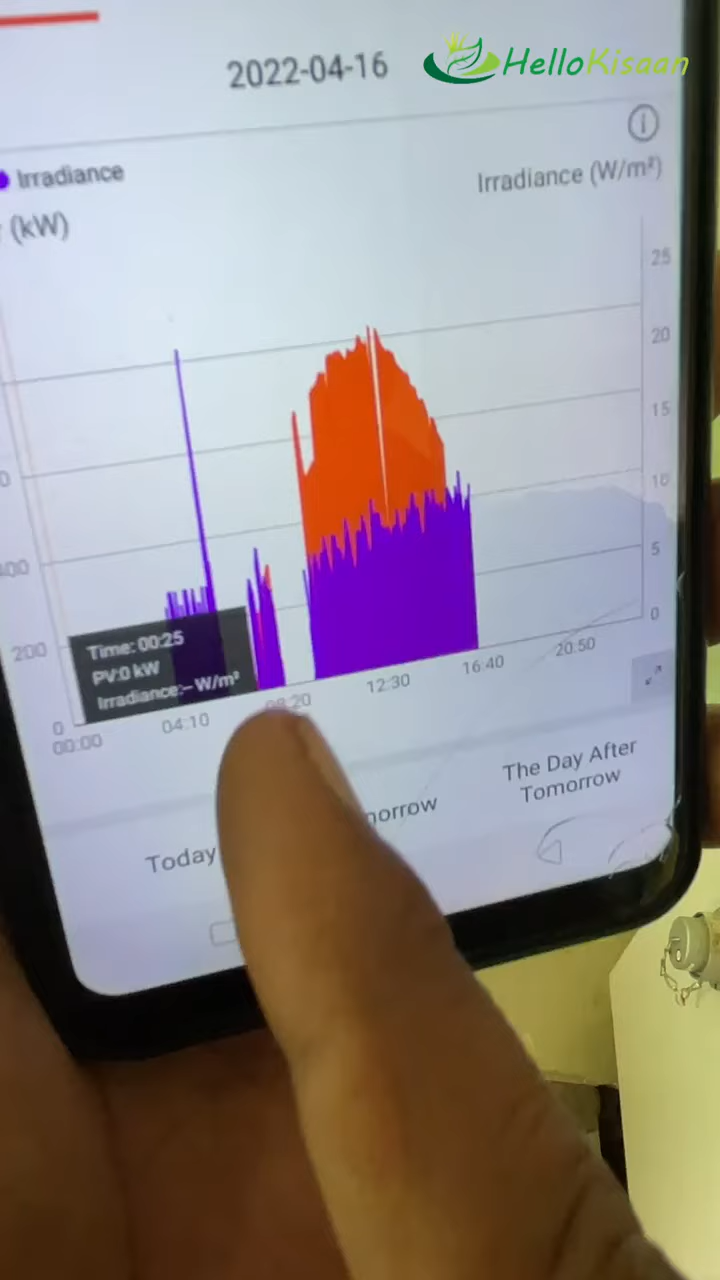 2022-04-16
HelloKisaan
Irradiance
Irradiance (W/m²)
(kW)
25
20
15
10
5
0
200
0
Time: 00:25
PV:0 kW
Irradiance:-- W/m²
00:00
04:10
08:20
12:30
16:40
20:50
Today
The Day After
Tomorrow